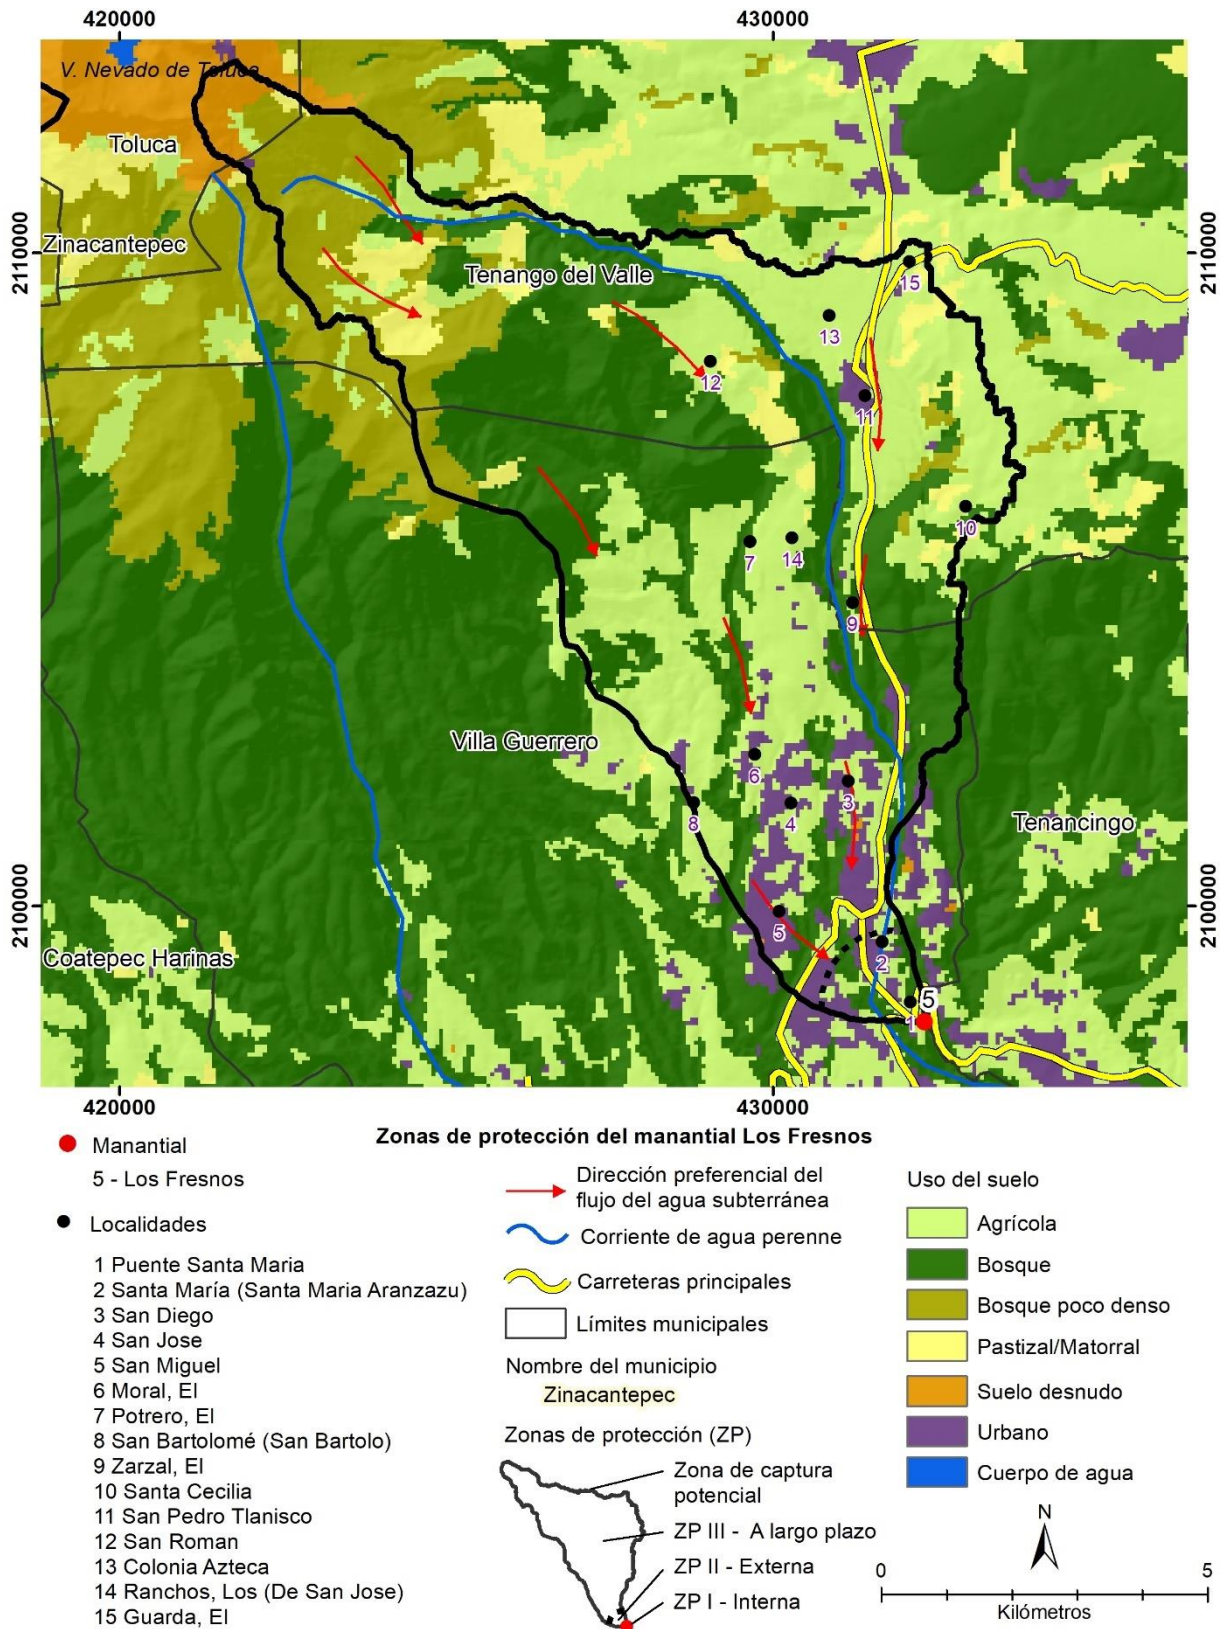 420000
430000
V. Nevado de Toluca
Toluca
Zinacantepec
2110000
2110000
Tenango del Valle
15
13
12
11
10
7
14
9
Villa Guerrero
6
3
8
4
Tenancingo
2100000
2100000
5
2
Coatepec Harinas
5
1
420000
430000
Zonas de protección del manantial Los Fresnos
Manantial
5 - Los Fresnos
Localidades
1 Puente Santa Maria
2 Santa María (Santa Maria Aranzazu)
3 San Diego
4 San Jose
5 San Miguel
6 Moral, El
7 Potrero, El
8 San Bartolomé (San Bartolo)
9 Zarzal, El
10 Santa Cecilia
11 San Pedro Tlanisco
12 San Roman
13 Colonia Azteca
14 Ranchos, Los (De San Jose)
15 Guarda, El
Dirección preferencial del
flujo del agua subterránea
Corriente de agua perenne
Carreteras principales
Límites municipales
Nombre del municipio
Zinacantepec
Zonas de protección (ZP)
Zona de captura
potencial
ZP III - A largo plazo
ZP II - Externa
ZP I - Interna
Uso del suelo
Agrícola
Bosque
Bosque poco denso
Pastizal/Matorral
Suelo desnudo
Urbano
Cuerpo de agua
N
0
5
Kilómetros